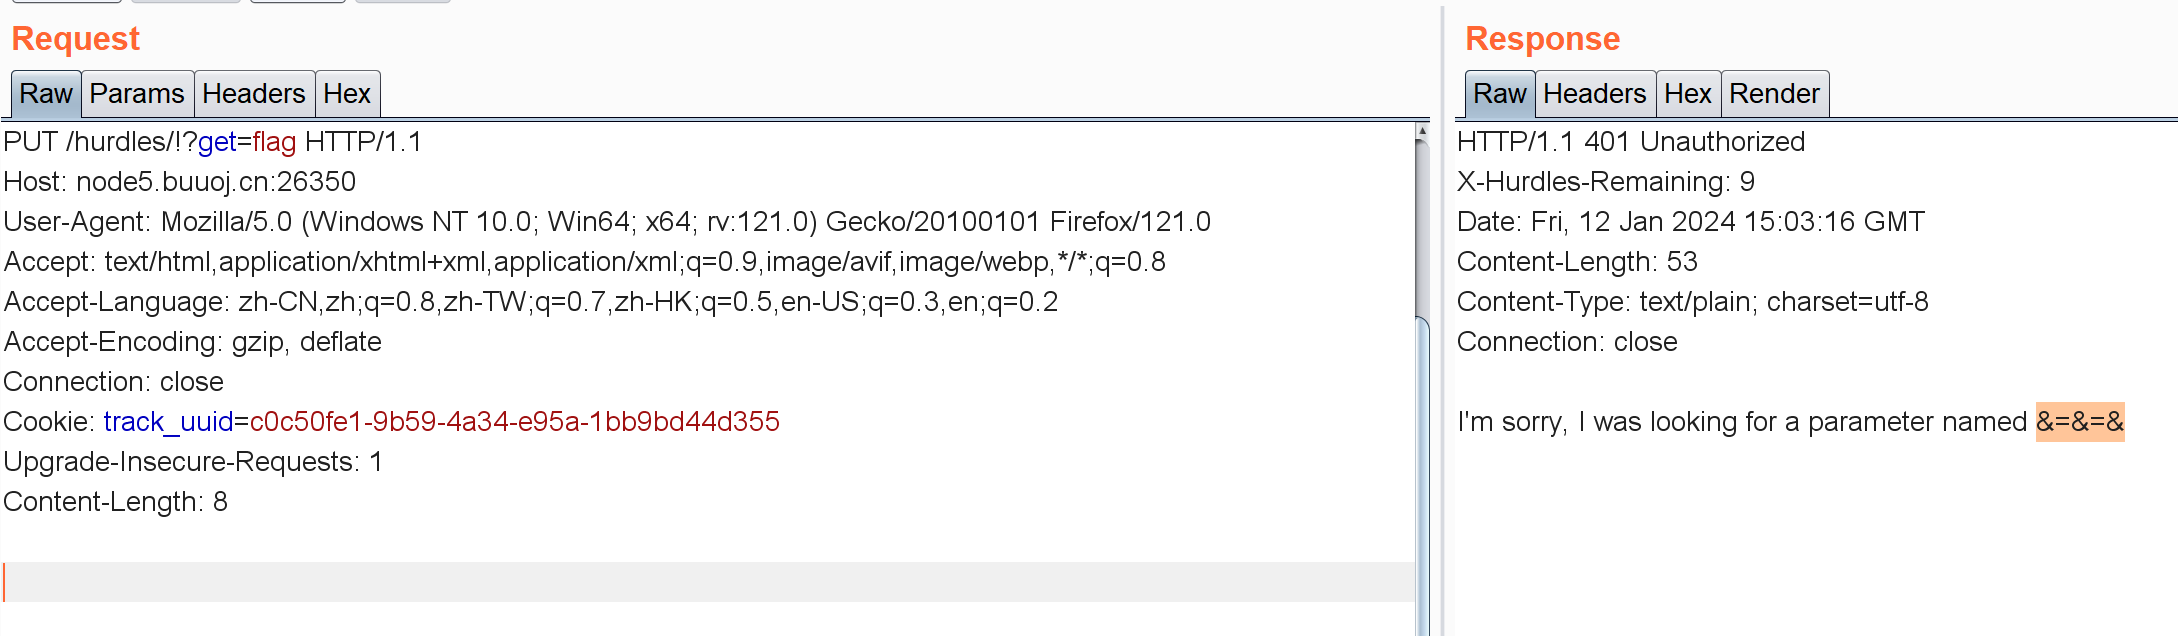 Request
Raw Params Headers Hex
PUT /hurdles/!?get=flag HTTP/1.1
Host: node5.buuoj.cn:26350
User-Agent: Mozilla/5.0 (Windows NT 10.0; Win64; x64; rv:121.0) Gecko/20100101 Firefox/121.0
Accept: text/html,application/xhtml+xml,application/xml;q=0.9,image/avif,image/webp,*/*;q=0.8
Accept-Language: zh-CN,zh;q=0.8,zh-TW;q=0.7,zh-HK;q=0.5,en-US;q=0.3,en;q=0.2
Accept-Encoding: gzip, deflate
Connection: close
Cookie: track_uuid=c0c50fe1-9b59-4a34-e95a-1bb9bd44d355
Upgrade-Insecure-Requests: 1
Content-Length: 8
Response
Raw Headers Hex Render
HTTP/1.1 401 Unauthorized
X-Hurdles-Remaining: 9
Date: Fri, 12 Jan 2024 15:03:16 GMT
Content-Length: 53
Content-Type: text/plain; charset=utf-8
Connection: close
I'm sorry, I was looking for a parameter named &=&=&